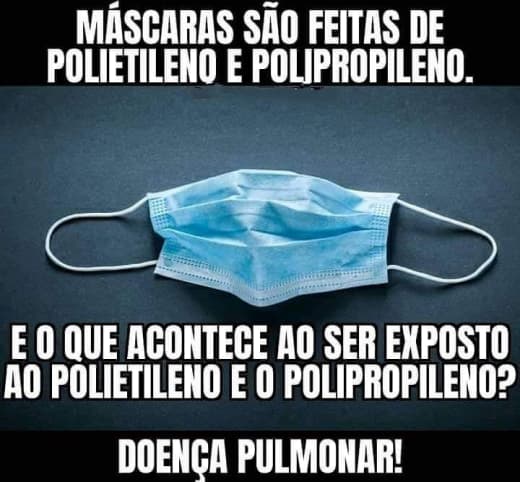 MÁSCARAS SÃO FEITAS DE
POLIETILENO E POLIPROPILENO.
E O QUE ACONTECE AO SER EXPOSTO
AO POLIETILENO E O POLIPROPILENO?
DOENÇA PULMONAR!